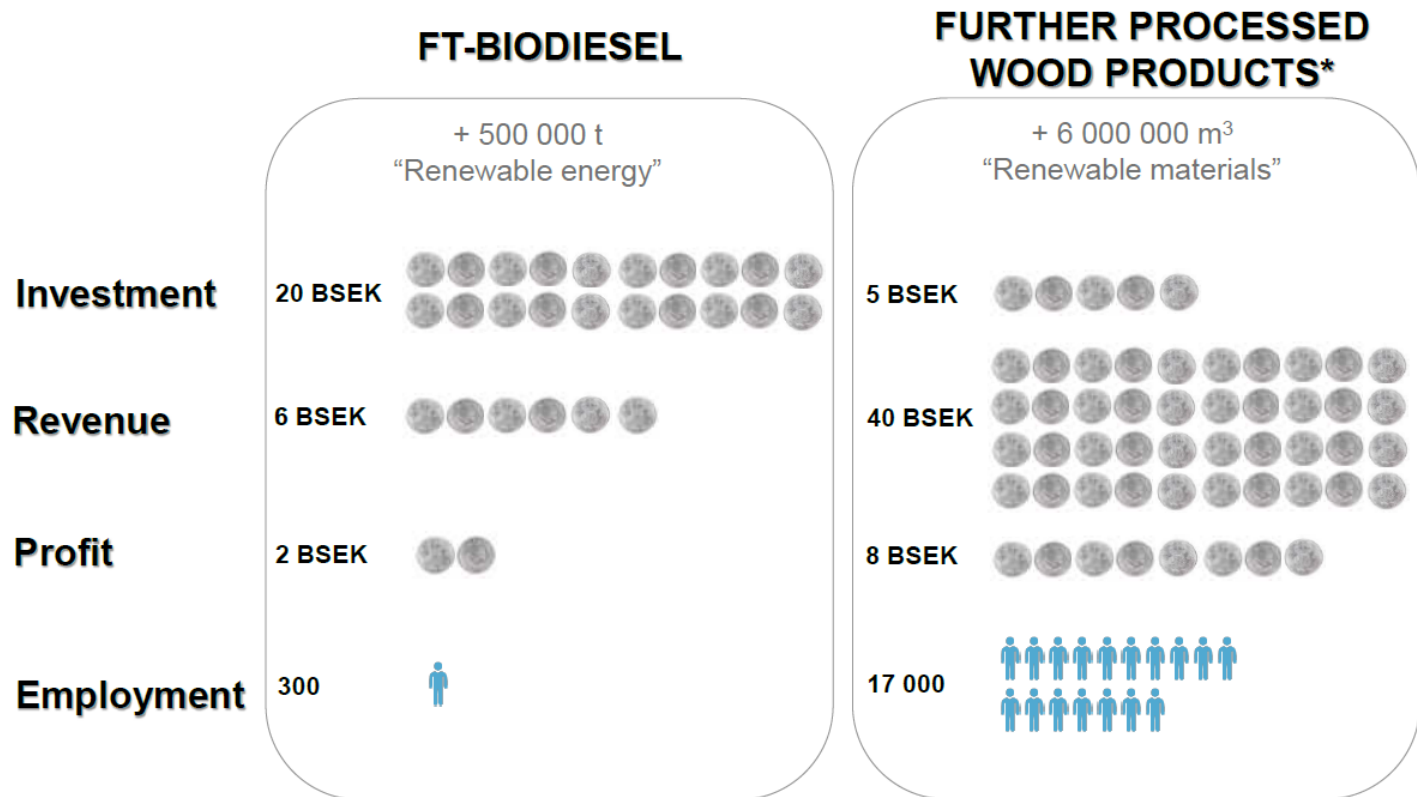 FT-BIODIESEL
FURTHER PROCESSED
WOOD PRODUCTS*
+ 500 000 t
“Renewable energy”
+ 6 000 000 m³
“Renewable materials”
Investment
20 BSEK
5 BSEK
Revenue
6 BSEK
40 BSEK
Profit
2 BSEK
8 BSEK
Employment
300
17 000